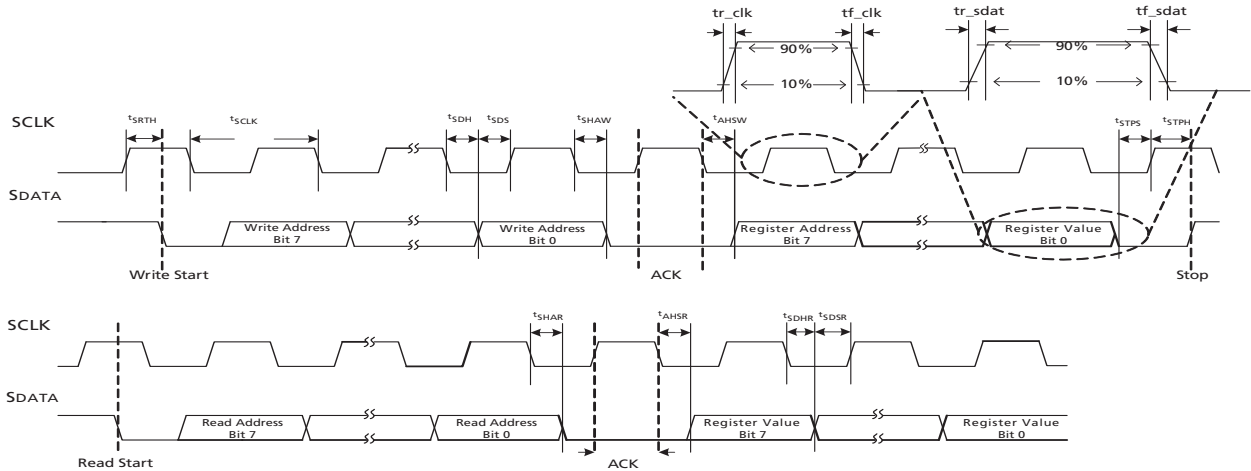 tr_clk tf_clk tr_sdat tf_sdat
90% 90%
10% 10%
SCLK tSRTH tSCLK tSDH tSDS tSHAW tAHSW tSTPS tSTPH
SDATA
Write Address Bit 7
Write Address Bit 0
Register Address Bit 7
Register Value Bit 0
Write Start ACK Stop
SCLK tSHAR tAHSR tSDHR tSDSR
SDATA
Read Address Bit 7
Read Address Bit 0
Register Value Bit 7
Register Value Bit 0
Read Start ACK